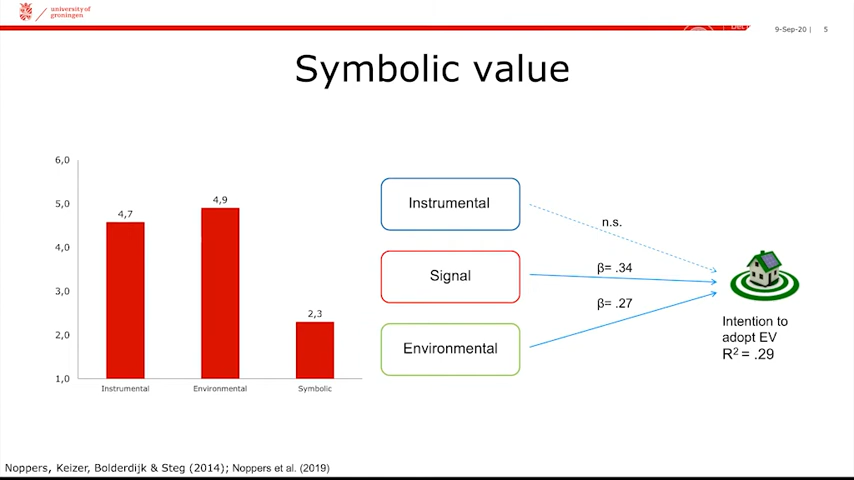 university of
groningen
9-Sep-20 |
5
Symbolic value
6,0
5,0
4,0
3,0
2,0
1,0
4,7
4,9
2,3
Instrumental
Environmental
Symbolic
Instrumental
Signal
Environmental
n.s.
β= .34
β= .27
Intention to
adopt EV
R² = .29
Noppers, Keizer, Bolderdijk & Steg (2014); Noppers et al. (2019)